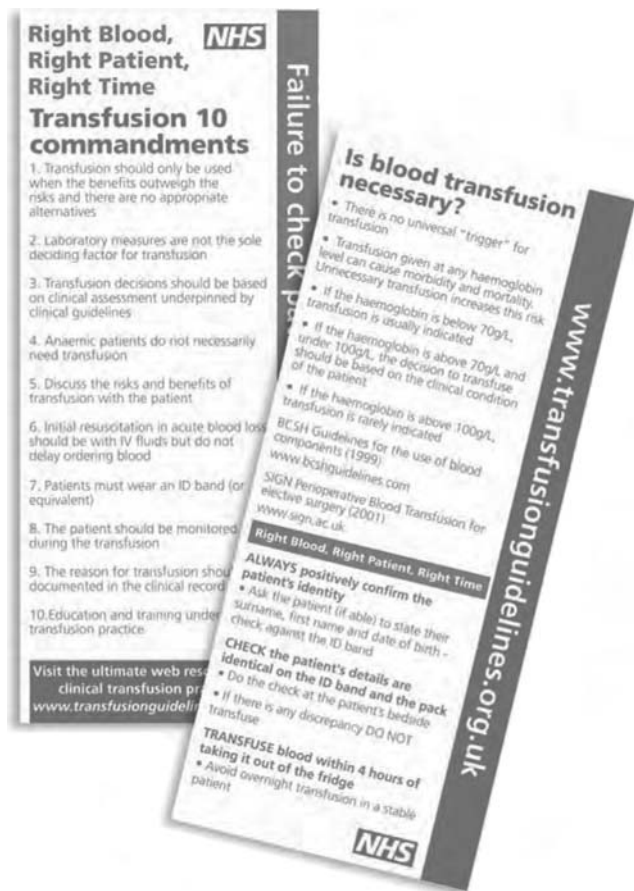 Right Blood,
Right Patient,
Right Time
NHS
Transfusion 10
commandments
1. Transfusion should only be used
when the benefits outweigh the
risks and there are no appropriate
alternatives
2. Laboratory measures are not the sole
deciding factor for transfusion
3. Transfusion decisions should be based
on clinical assessment underpinned by
clinical guidelines
4. Anaemic patients do not necessarily
need transfusion
5. Discuss the risks and benefits of
transfusion with the patient
6. Initial resuscitation in acute blood loss
should be with IV fluids but do not
delay ordering blood
7. Patients must wear an ID band (or
equivalent)
8. The patient should be monitored
during the transfusion
9. The reason for transfusion
documented in the clinical record
10.Education and training
transfusion practice
Visit the ultimate web
clinical transfusion
Failure to check
Is blood transfusion
necessary?
• There is no universal "trigger" for
transfusion
• Transfusion given at any haemoglobin
level can cause morbidity and mortality.
Unnecessary transfusion increases this risk
• If the haemoglobin is below 70g/L,
transfusion is usually indicated
• If the haemoglobin is above 70g/L and
under 100g/L, the decision to transfuse
should be based on the clinical condition
of the patient
• If the haemoglobin is above 100g/L,
transfusion is rarely indicated
BCSH Guidelines for the use of blood
components (1999)
www.bcshguidelines.com
SIGN Perioperative Blood Transfusion for
elective surgery (2001)
www.sign.ac.uk
Right Blood, Right Patient, Right Time
ALWAYS positively confirm the
patient's identity
• Ask the patient (if able) to state their
surname, first name and date of birth -
check against the ID band
CHECK the patient's details are
identical on the ID band and the pack
• Do the check at the patient's bedside
• If there is any discrepancy DO NOT
transfuse
TRANSFUSE blood within 4 hours of
taking it out of the fridge
• Avoid overnight transfusion in a stable
patient
NHS
www.transfusionguidelines.org.uk